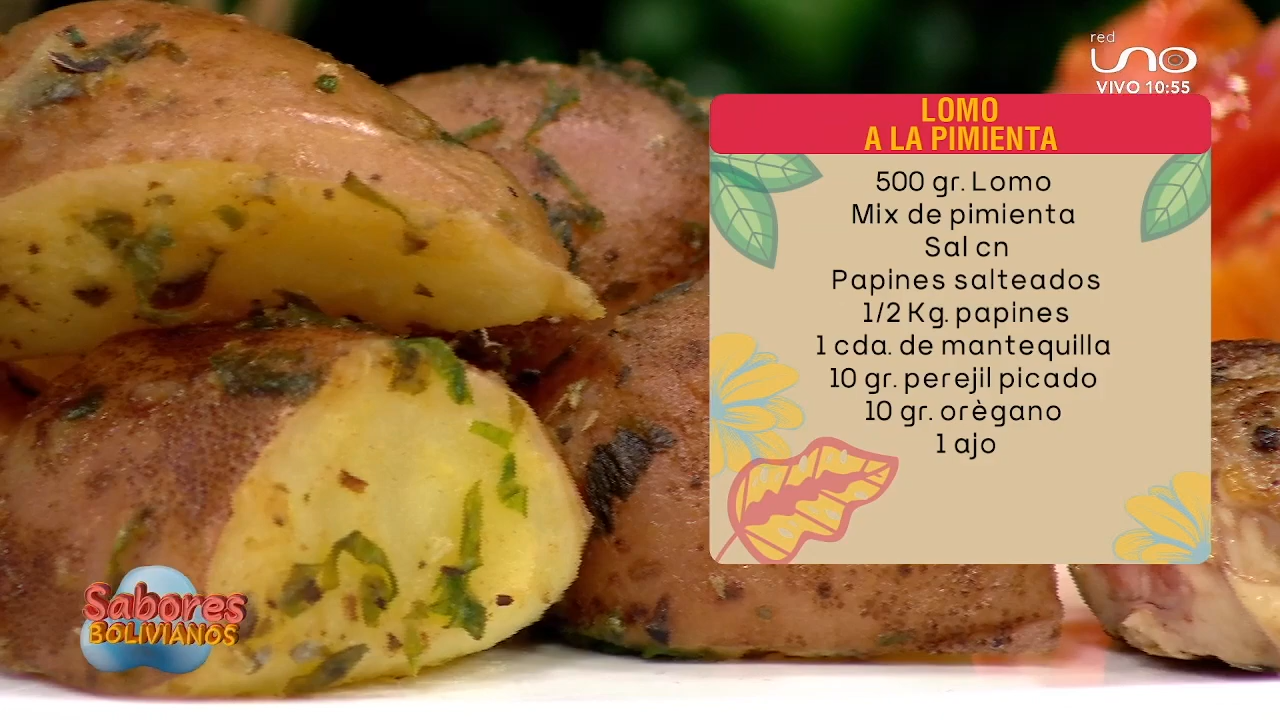 red
uno
VIVO 10:55
LOMO
A LA PIMIENTA
500 gr. Lomo
Mix de pimienta
Sal cn
Papines salteados
1/2 Kg. papines
1 cda. de mantequilla
10 gr. perejil picado
10 gr. orègano
1 ajo
Sabores
BOLIVIANOS